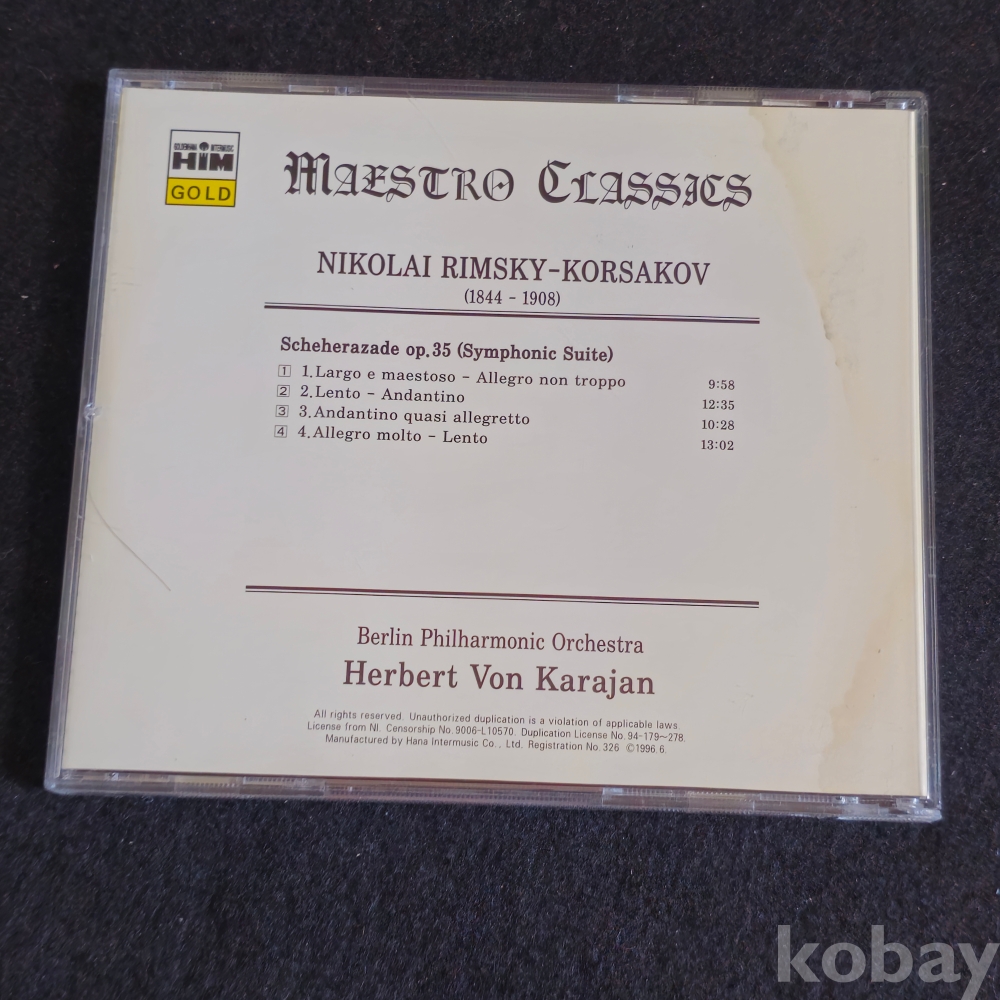 GOLDENHANA INTERMUSIC
HIM
GOLD
MAESTRO CLASSICS
NIKOLAI RIMSKY-KORSAKOV
(1844 - 1908)
Scheherazade op.35 (Symphonic Suite)
1 1.Largo e maestoso - Allegro non troppo 9:58
2 2.Lento - Andantino 12:35
3 3.Andantino quasi allegretto 10:28
4 4.Allegro molto - Lento 13:02
Berlin Philharmonic Orchestra
Herbert Von Karajan
All rights reserved. Unauthorized duplication is a violation of applicable laws.
License from NI. Censorship No.9006-L10570. Duplication License No.94-179~278.
Manufactured by Hana Intermusic Co., Ltd. Registration No.326 ©1996.6.
kobay